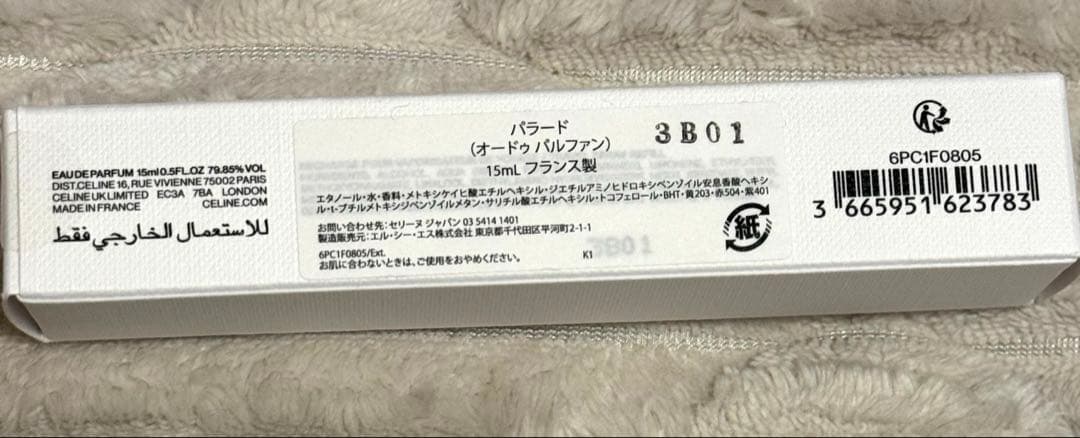 EAU DE PARFUM 15ml 0.5FL.OZ 79.85% VOL
DIST.CELINE 16, RUE VIVIENNE 75002 PARIS
CELINE UK LIMITED EC3A 7BA LONDON
MADE IN FRANCE CELINE.COM
للاستعمال الخارجي فقط
パラード
(オードゥ パルファン)
15mL フランス製
3B01
エタノール・水・香料・メトキシケイヒ酸エチルヘキシル・ジエチルアミノヒドロキシベンゾイル安息香酸ヘキシ
ル・t-ブチルメトキシジベンゾイルメタン・サリチル酸エチルヘキシル・トコフェロール・BHT・黄203・赤504・紫401
お問い合わせ先:セリーヌ ジャパン 03 5414 1401
製造販売元:エル・シー・エス株式会社 東京都千代田区平河町2-1-1
6PC1F0805/Ext.
お肌に合わないときは、ご使用をおやめください。
K1
3B01
紙
6PC1F0805
3 665951 623783